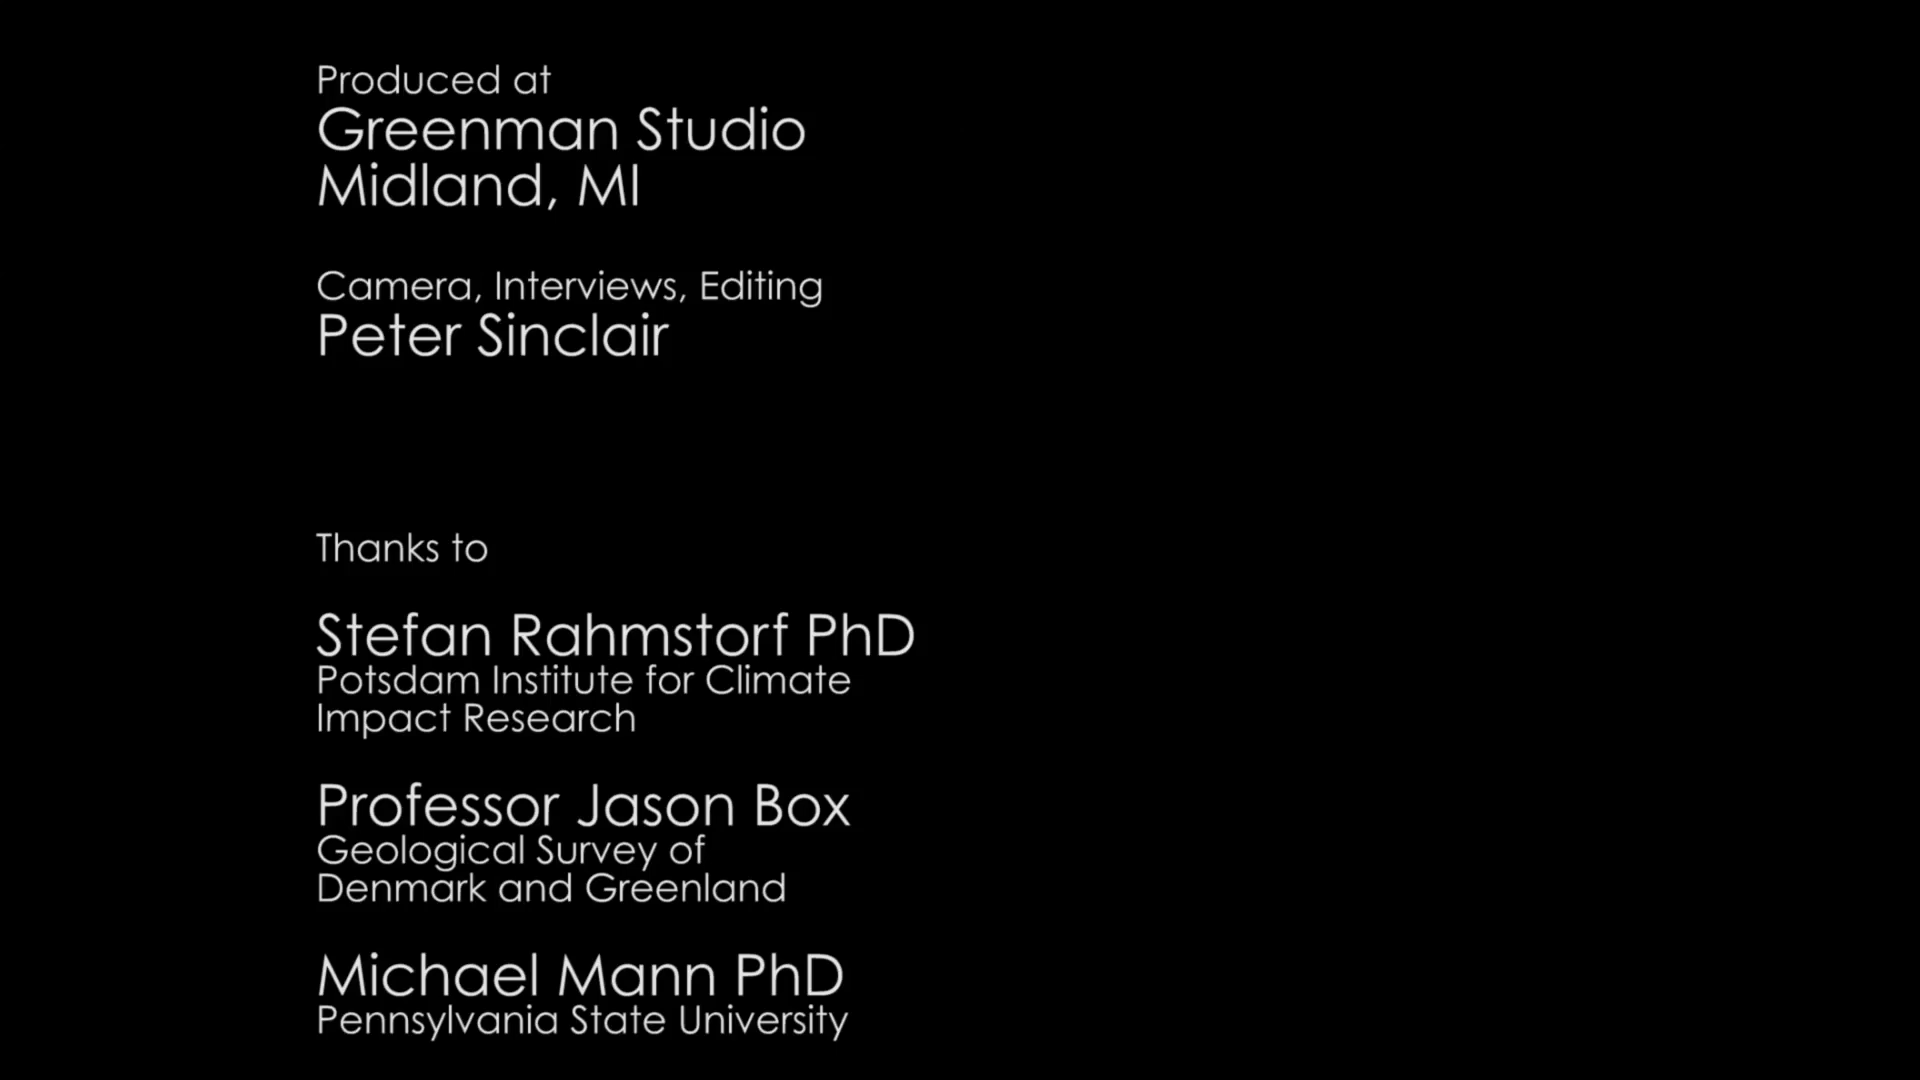 Produced at
Greenman Studio
Midland, MI
Camera, Interviews, Editing
Peter Sinclair
Thanks to
Stefan Rahmstorf PhD
Potsdam Institute for Climate
Impact Research
Professor Jason Box
Geological Survey of
Denmark and Greenland
Michael Mann PhD
Pennsylvania State University